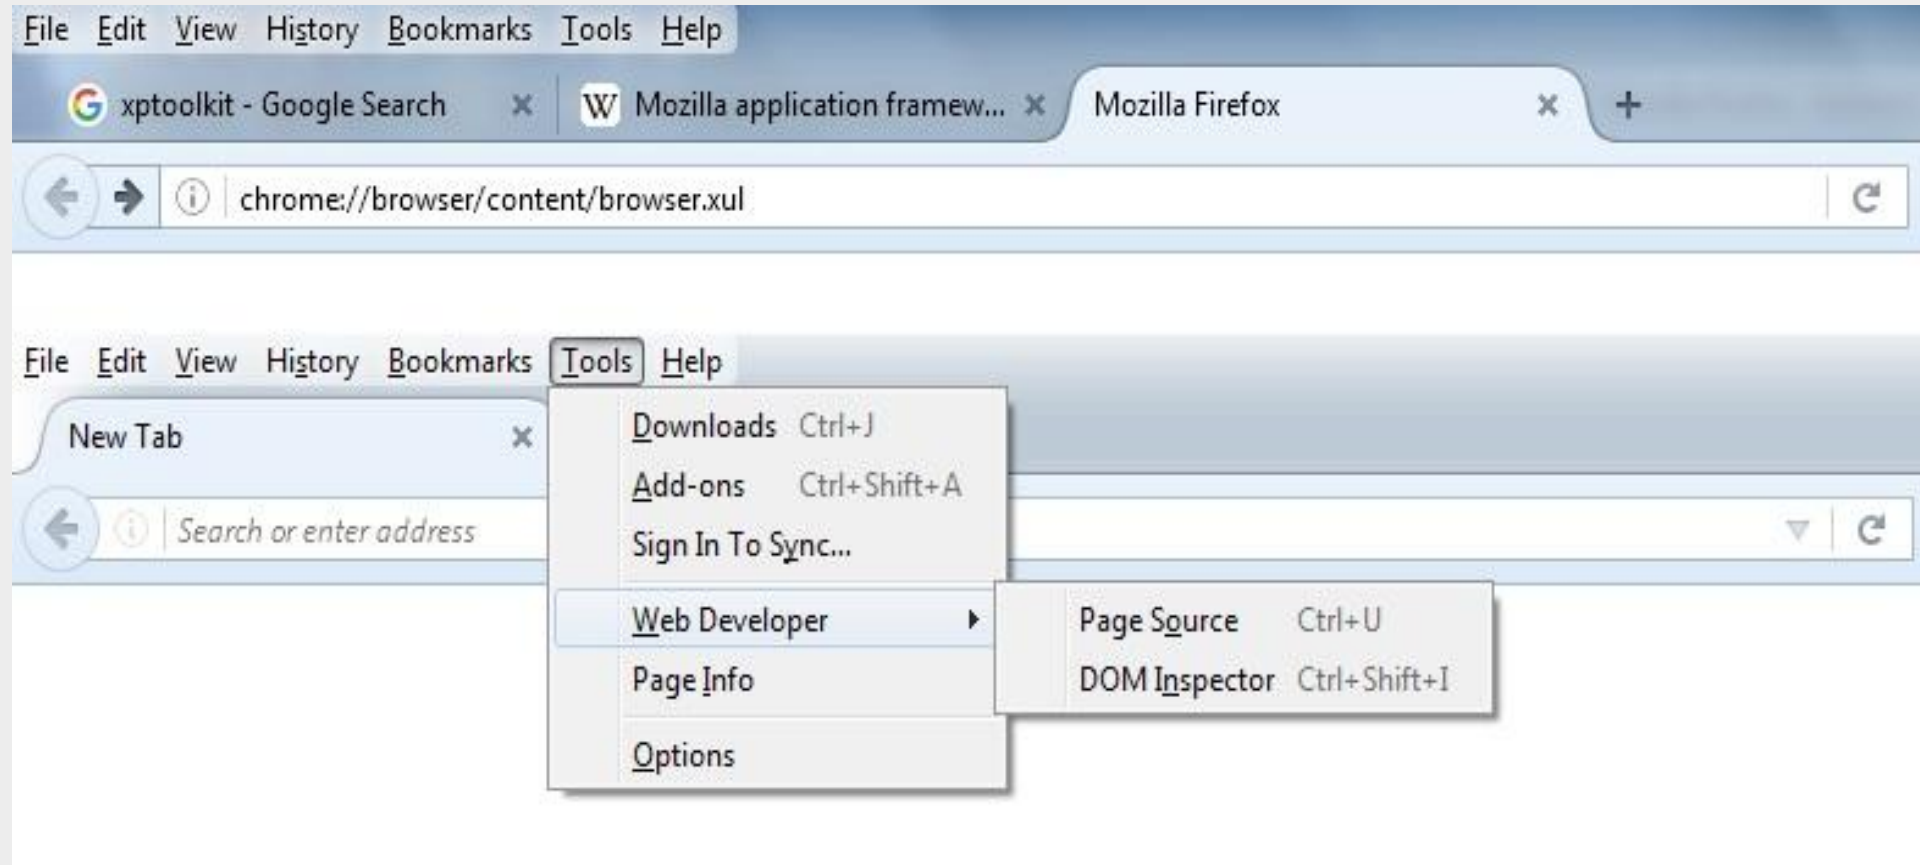 File Edit View History Bookmarks Tools Help
xptoolkit - Google Search W Mozilla application framew... Mozilla Firefox
chrome://browser/content/browser.xul
File Edit View History Bookmarks Tools Help
New Tab
Downloads Ctrl+J
Add-ons Ctrl+Shift+A
Search or enter address
Sign In To Sync...
Web Developer
Page Source Ctrl+U
Page Info
DOM Inspector Ctrl+Shift+I
Options